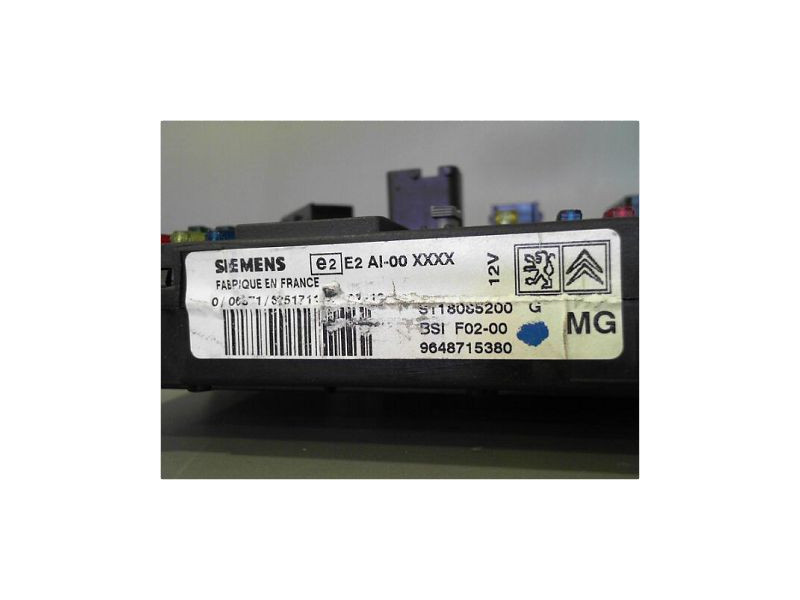 SIEMENS e2 E2 AI-00 XXXX
FABRIQUE EN FRANCE
12V
S118085200 G
BSI F02-00
9648715380
MG